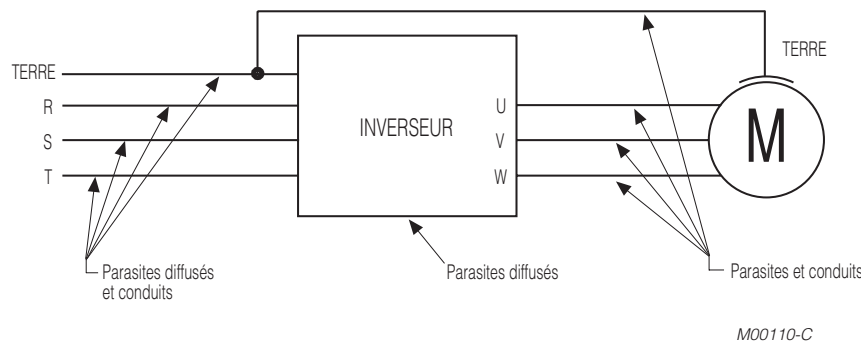 TERRE
TERRE
R
S
T
INVERSEUR
U
V
W
M
Parasites diffusés
et conduits
Parasites diffusés
Parasites et conduits
M00110-C